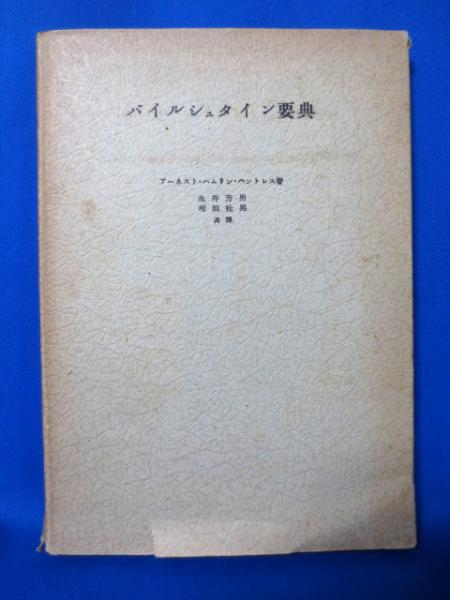 バイルシュタイン要典
アーネスト・ハムリン・ハントレス著
永井芳男
増田社男
共譯